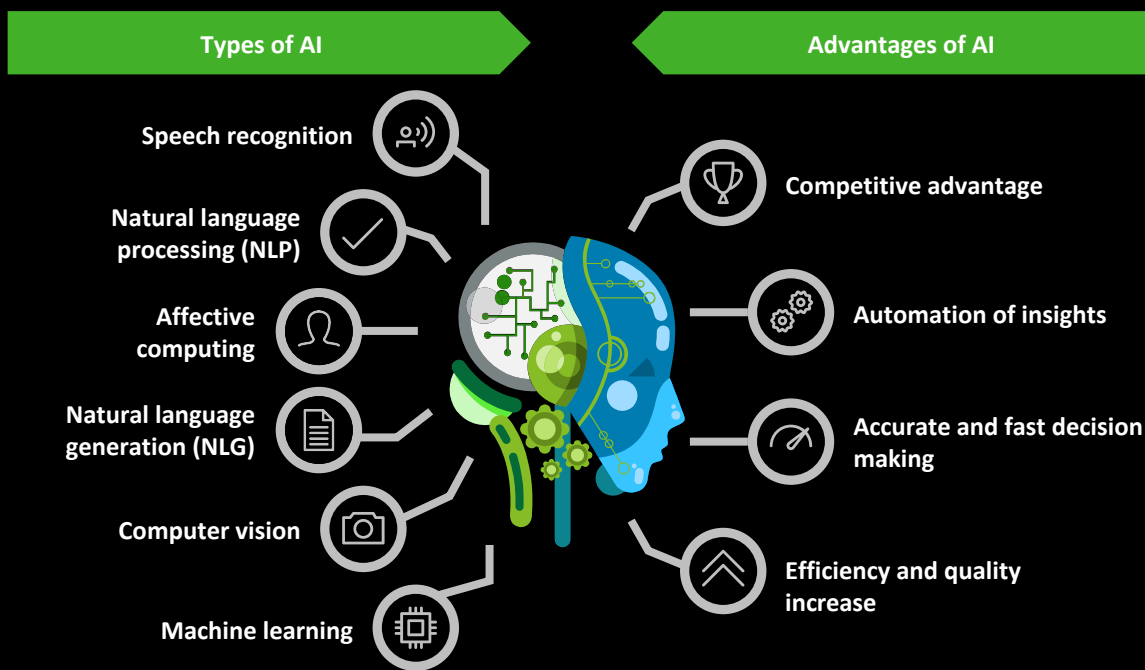 Types of AI
Speech recognition
Natural language
processing (NLP)
Affective
computing
Natural language
generation (NLG)
Computer vision
Machine learning
Advantages of AI
Competitive advantage
Automation of insights
Accurate and fast decision
making
Efficiency and quality
increase